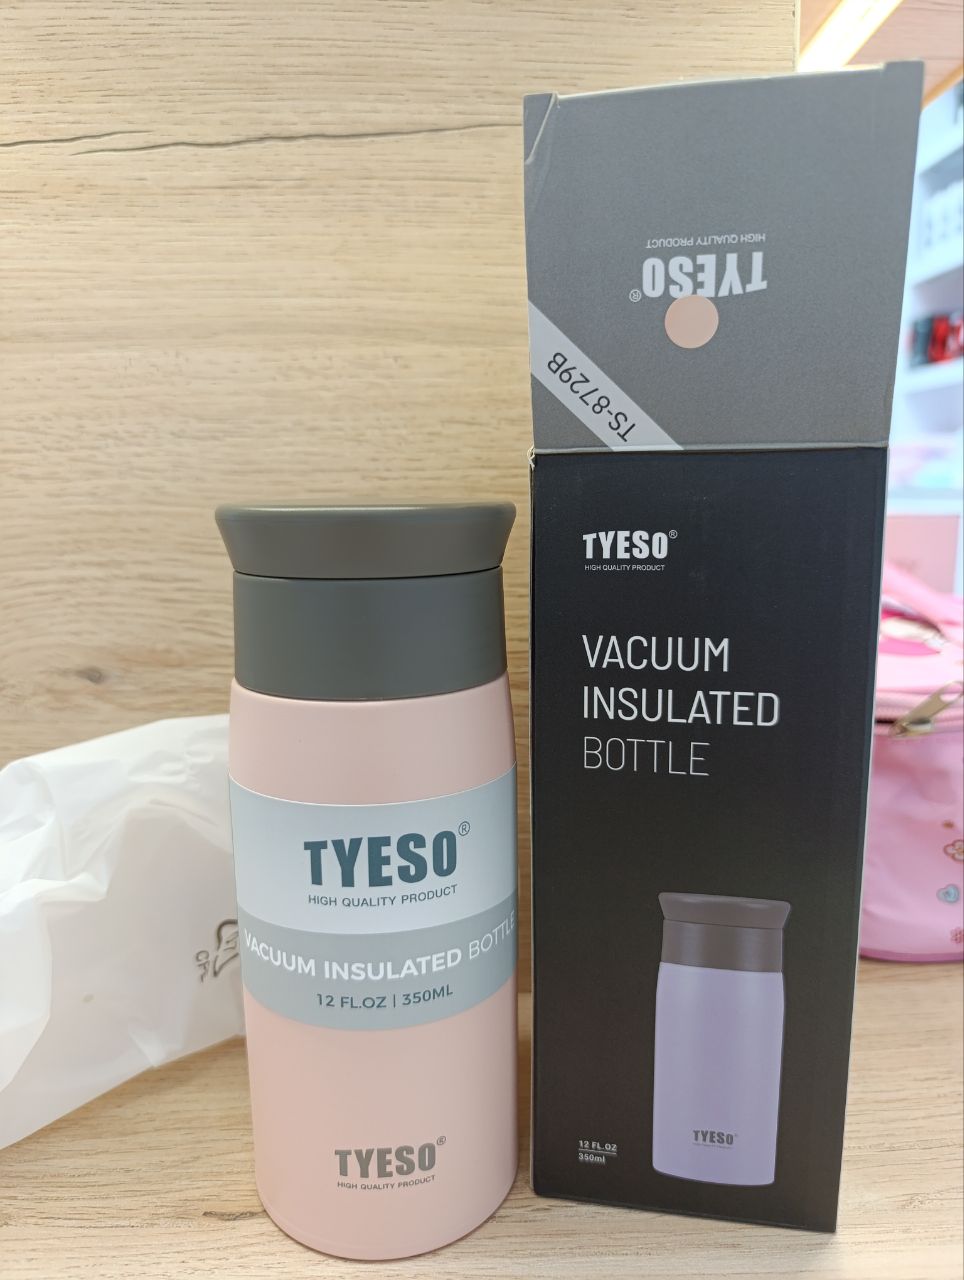 TYESO®
HIGH QUALITY PRODUCT
TS-8729B
TYESO®
HIGH QUALITY PRODUCT
VACUUM
INSULATED
BOTTLE
TYESO®
12 FL.OZ
350ml
TYESO®
HIGH QUALITY PRODUCT
VACUUM INSULATED BOTTLE
12 FL.OZ | 350ML
TYESO®
HIGH QUALITY PRODUCT